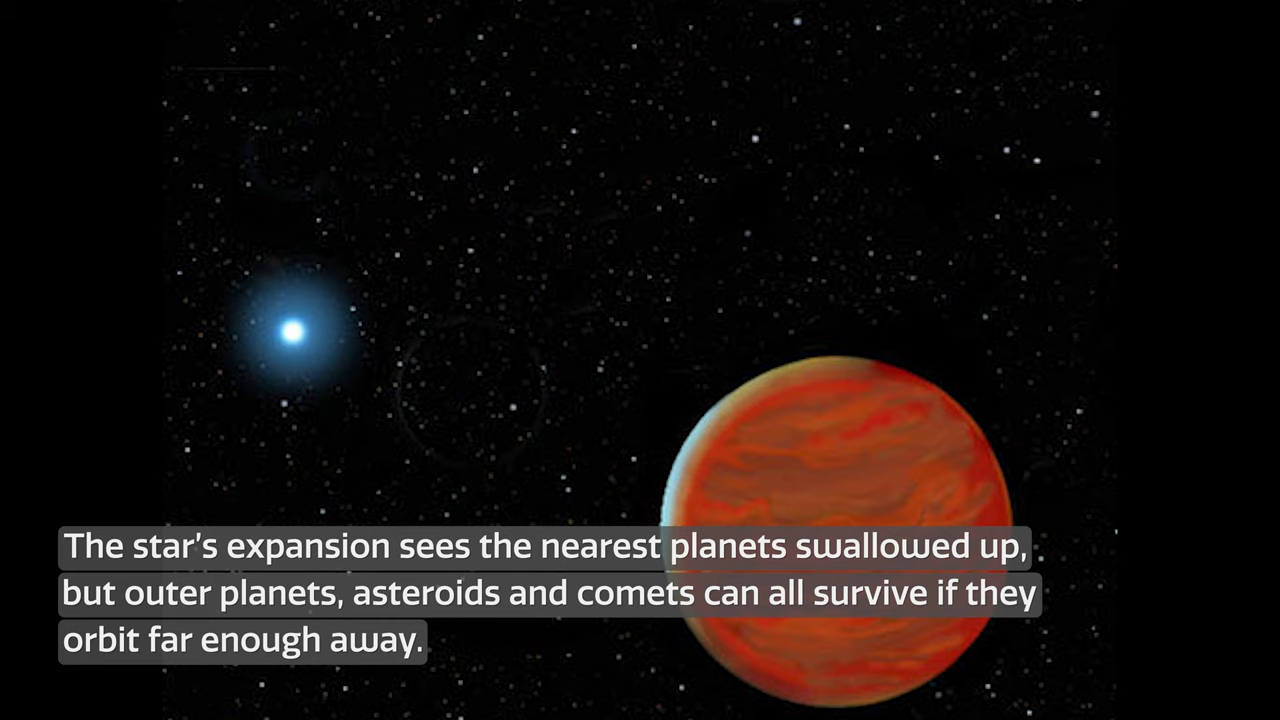 The star's expansion sees the nearest planets swallowed up,
but outer planets, asteroids and comets can all survive if they
orbit far enough away.